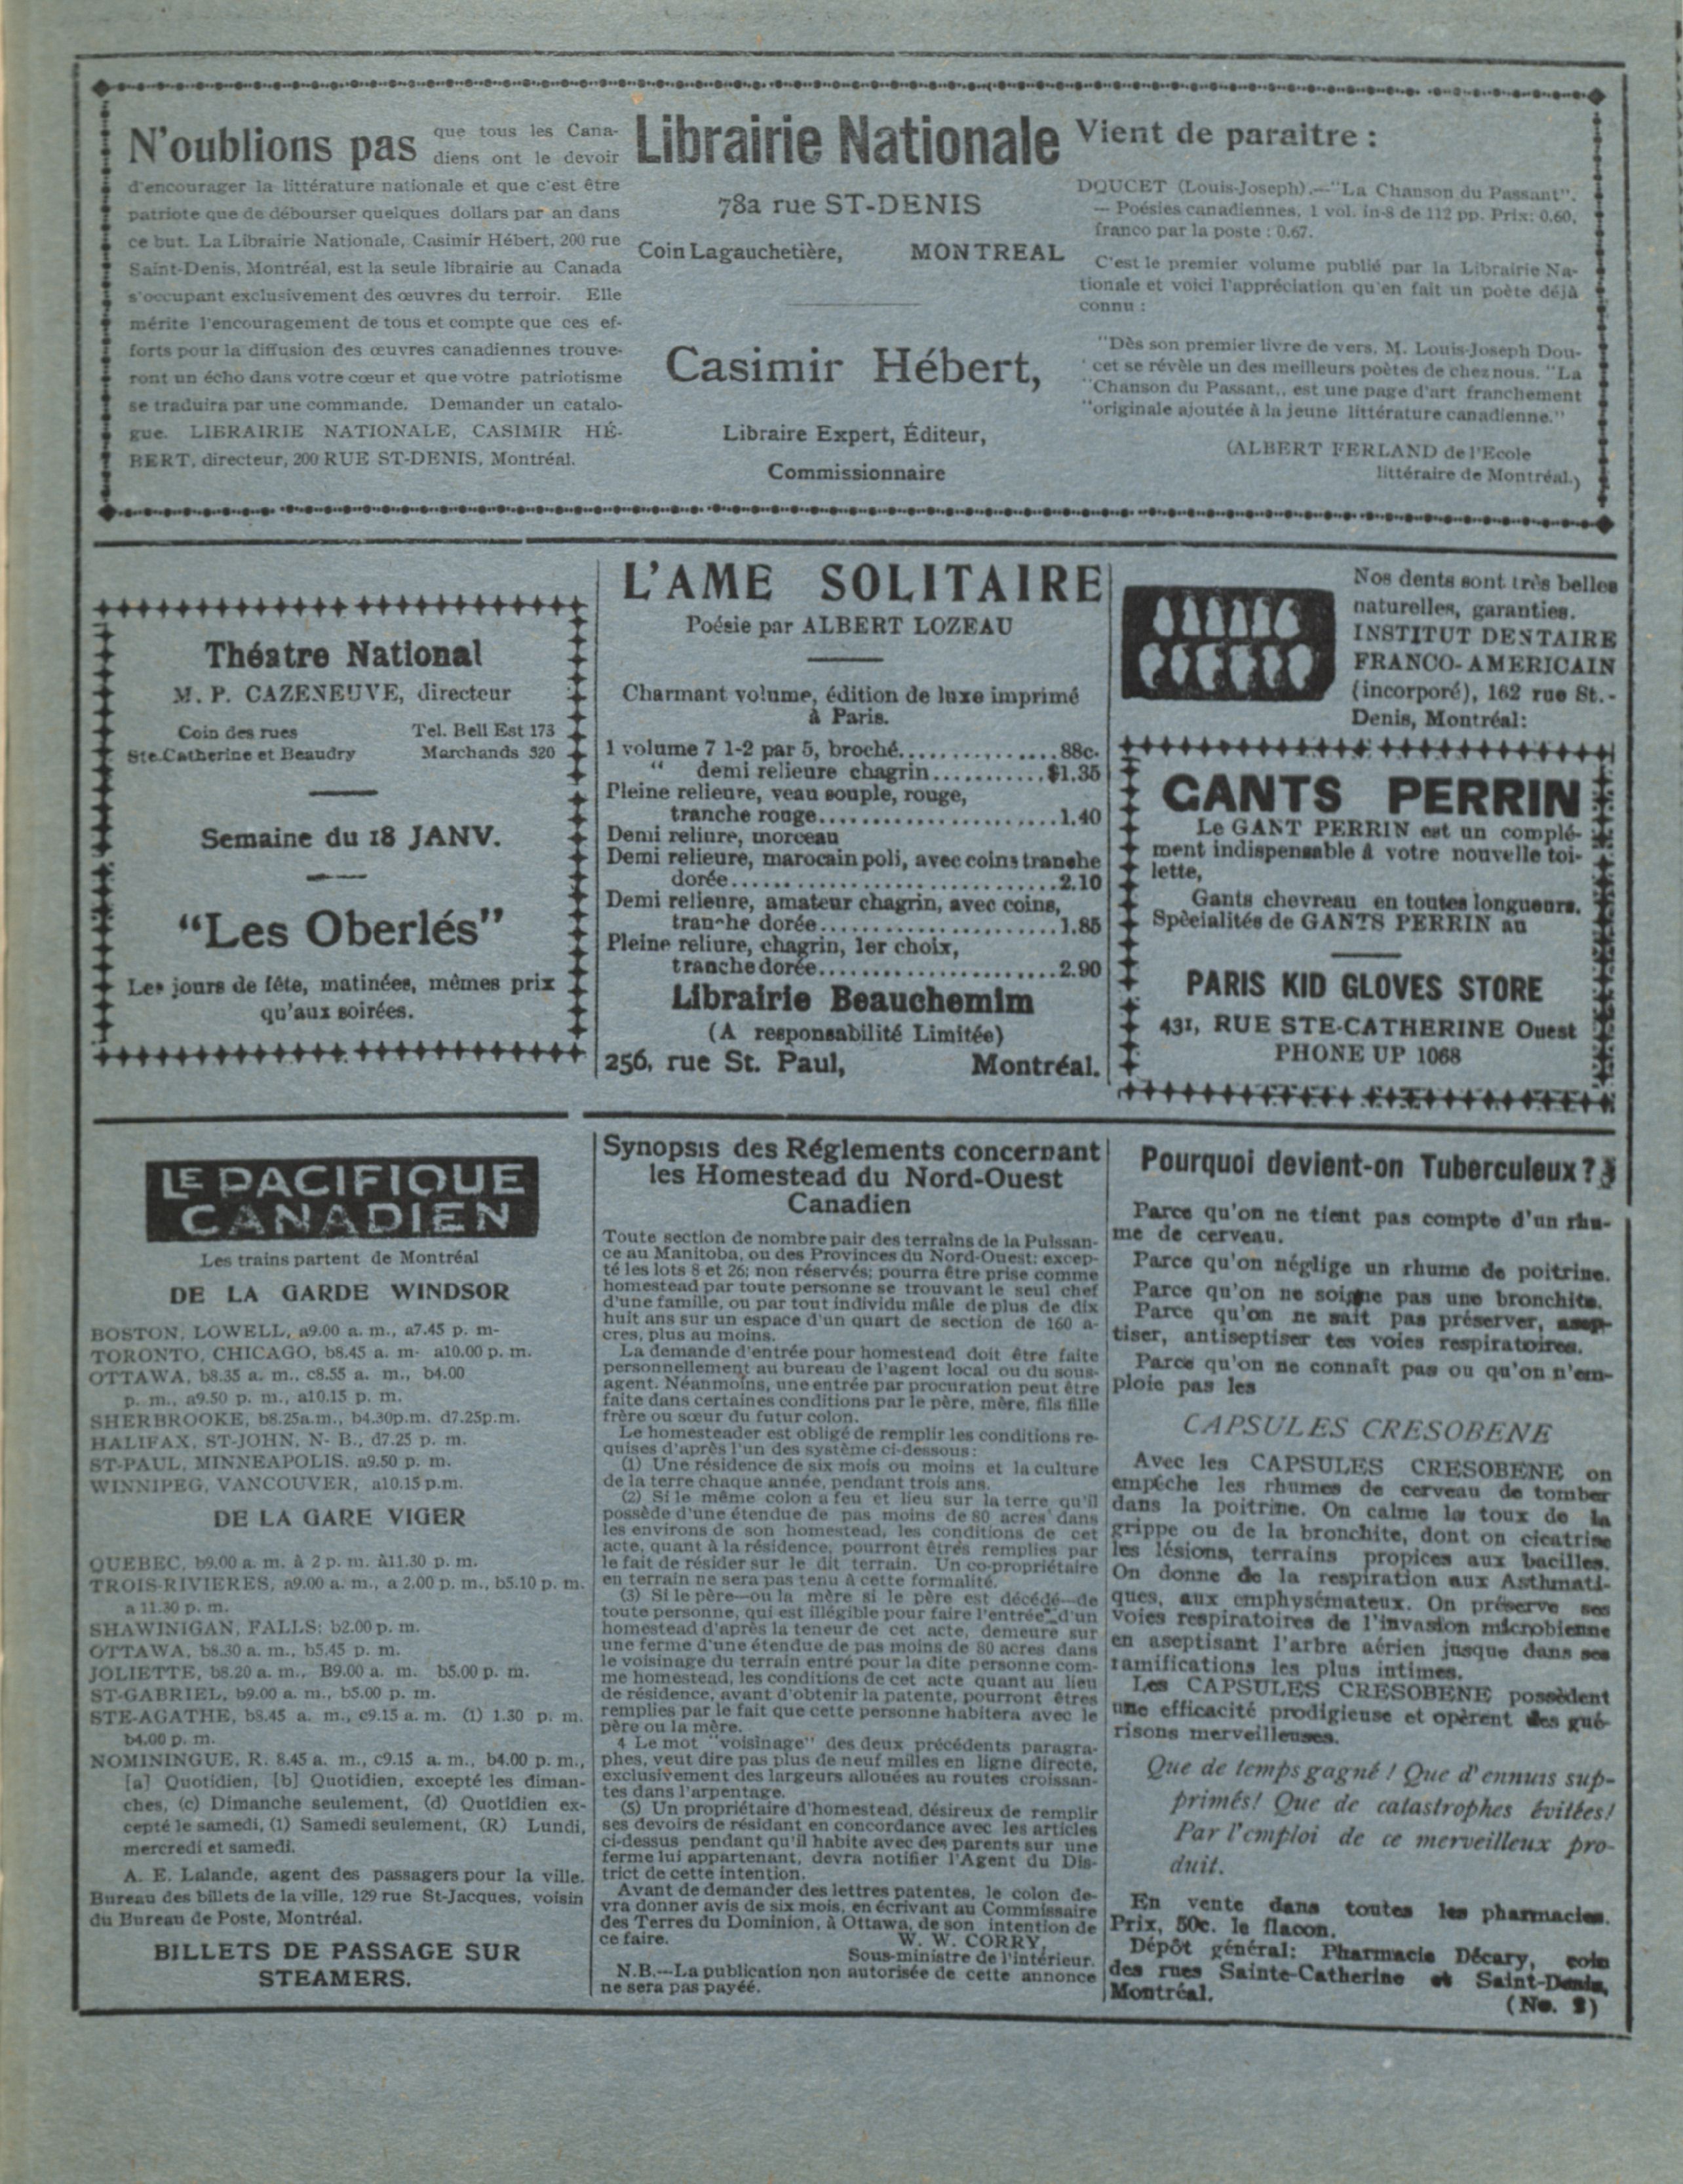 N'oublions pas que tous les Cana-
diens ont le devoir
d'encourager la littérature nationale et que c'est être
patriote que de débourser quelques dollars par an dans
ce but. La Librairie Nationale, Casimir Hébert, 200 rue
Saint-Denis, Montréal, est la seule librairie au Canada
s'occupant exclusivement des œuvres du terroir. Elle
mérite l'encouragement de tous et compte que ces ef-
forts pour la diffusion des œuvres canadiennes trouve-
ront un écho dans votre cœur et que votre patriotisme
se traduira par une commande. Demander un catalo-
gue. LIBRAIRIE NATIONALE, CASIMIR HÉ-
BERT, directeur, 200 RUE ST-DENIS, Montréal.
Librairie Nationale
78a rue ST-DENIS
Coin Lagauchetière, MONTREAL
Casimir Hébert,
Libraire Expert, Éditeur,
Commissionnaire
Vient de paraitre :
DOUCET (Louis-Joseph).—"La Chanson du Passant".
— Poésies canadiennes, 1 vol. in-8 de 112 pp. Prix: 0.60,
franco par la poste : 0.67.
C'est le premier volume publié par la Librairie Na-
tionale et voici l'appréciation qu'en fait un poète déjà
connu :
"Dès son premier livre de vers, M. Louis-Joseph Dou-
'cet se révèle un des meilleurs poètes de chez nous. "La
"Chanson du Passant,, est une page d'art franchement
"originale ajoutée à la jeune littérature canadienne."
(ALBERT FERLAND de l'Ecole
littéraire de Montréal.)
Théatre National
M. P. CAZENEUVE, directeur
Coin des rues Tel. Bell Est 173
Ste-Catherine et Beaudry Marchands 520
Semaine du 18 JANV.
"Les Oberlés"
Les jours de fête, matinées, mêmes prix
qu'aux soirées.
L'AME SOLITAIRE
Poésie par ALBERT LOZEAU
Charmant volume, édition de luxe imprimé
à Paris.
1 volume 7 1-2 par 5, broché...............88c.
" demi relieure chagrin...........$1.35
Pleine relieure, veau souple, rouge,
tranche rouge......................1.40
Demi reliure, morceau
Demi relieure, marocain poli, avec coins tranche
dorée..............................2.10
Demi relieure, amateur chagrin, avec coins,
tranche dorée......................1.85
Pleine reliure, chagrin, 1er choix,
tranche dorée......................2.90
Librairie Beauchemim
(A responsabilité Limitée)
256, rue St. Paul, Montréal.
Nos dents sont très belles
naturelles, garanties.
INSTITUT DENTAIRE
FRANCO-AMERICAIN
(incorporé), 162 rue St.-
Denis, Montréal:
GANTS PERRIN
Le GANT PERRIN est un complé-
ment indispensable à votre nouvelle toi-
lette,
Gants chevreau en toutes longueurs.
Spècialités de GANTS PERRIN au
PARIS KID GLOVES STORE
431, RUE STE-CATHERINE Ouest
PHONE UP 1068
LE PACIFIQUE
CANADIEN
Les trains partent de Montréal
DE LA GARDE WINDSOR
BOSTON, LOWELL, a9.00 a. m., a7.45 p. m-
TORONTO, CHICAGO, b8.45 a. m- a10.00 p. m.
OTTAWA, b8.35 a. m., c8.55 a. m., b4.00
p. m., a9.50 p. m., a10.15 p. m.
SHERBROOKE, b8.25a.m., b4.30p.m. d7.25p.m.
HALIFAX, ST-JOHN, N- B., d7.25 p. m.
ST-PAUL, MINNEAPOLIS. a9.50 p. m.
WINNIPEG, VANCOUVER, a10.15 p.m.
DE LA GARE VIGER
QUEBEC, b9.00 a. m. à 2 p. m. à11.30 p. m.
TROIS-RIVIERES, a9.00 a. m., a 2.00 p. m., b5.10 p. m.
a 11.30 p. m.
SHAWINIGAN, FALLS; b2.00 p. m.
OTTAWA, b8.30 a. m., b5.45 p. m.
JOLIETTE, b8.20 a. m., B9.00 a. m. b5.00 p. m.
ST-GABRIEL, b9.00 a. m., b5.00 p. m.
STE-AGATHE, b8.45 a. m., c9.15 a. m. (1) 1.30 p. m.
b4.00 p. m.
NOMININGUE, R. 8.45 a. m., c9.15 a. m., b4.00 p. m.,
[a] Quotidien, [b] Quotidien, excepté les diman-
ches, (c) Dimanche seulement, (d) Quotidien ex-
cepté le samedi, (1) Samedi seulement, (R) Lundi,
mercredi et samedi.
A. E. Lalande, agent des passagers pour la ville.
Bureau des billets de la ville, 129 rue St-Jacques, voisin
du Bureau de Poste, Montréal.
BILLETS DE PASSAGE SUR
STEAMERS.
Synopsis des Réglements concernant
les Homestead du Nord-Ouest
Canadien
Toute section de nombre pair des terrains de la Puissan-
ce au Manitoba, ou des Provinces du Nord-Ouest; excep-
té les lots 8 et 26; non réservés; pourra être prise comme
homestead par toute personne se trouvant le seul chef
d'une famille, ou par tout individu mâle de plus de dix
huit ans sur un espace d'un quart de section de 160 a-
cres, plus au moins.
La demande d'entrée pour homestead doit être faite
personnellement au bureau de l'agent local ou du sous-
agent. Néanmoins, une entrée par procuration peut être
faite dans certaines conditions par le père, mère, fils fille
frère ou sœur du futur colon.
Le homesteader est obligé de remplir les conditions re-
quises d'après l'un des système ci-dessous:
(1) Une résidence de six mois ou moins et la culture
de la terre chaque année, pendant trois ans.
(2) Si le même colon a feu et lieu sur la terre qu'il
possède d'une étendue de pas moins de 80 acres dans
les environs de son homestead, les conditions de cet
acte, quant à la résidence, pourront êtres remplies par
le fait de résider sur le dit terrain. Un co-propriétaire
en terrain ne sera pas tenu à cette formalité.
(3) Si le père—ou la mère si le père est décédé—de
toute personne, qui est illégible pour faire l'entrée d'un
homestead d'après la teneur de cet acte, demeure sur
une ferme d'une étendue de pas moins de 80 acres dans
le voisinage du terrain entré pour la dite personne com-
me homestead, les conditions de cet acte quant au lieu
de résidence, avant d'obtenir la patente, pourront êtres
remplies par le fait que cette personne habitera avec le
père ou la mère.
4 Le mot "voisinage" des deux précédents paragra-
phes, veut dire pas plus de neuf milles en ligne directe,
exclusivement des largeurs allouées au routes croissan-
tes dans l'arpentage.
(5) Un propriétaire d'homestead, désireux de remplir
ses devoirs de résidant en concordance avec les articles
ci-dessus pendant qu'il habite avec des parents sur une
ferme lui appartenant, devra notifier l'Agent du Dis-
trict de cette intention.
Avant de demander des lettres patentes, le colon de-
vra donner avis de six mois, en écrivant au Commissaire
des Terres du Dominion, à Ottawa, de son intention de
ce faire. W. W. CORRY,
Sous-ministre de l'intérieur.
N.B.—La publication non autorisée de cette annonce
ne sera pas payéé.
Pourquoi devient-on Tuberculeux?
Parce qu'on ne tient pas compte d'un rhu-
me de cerveau.
Parce qu'on néglige un rhume de poitrine.
Parce qu'on ne soigne pas une bronchite.
Parce qu'on ne sait pas préserver, asep-
tiser, antiseptiser tes voies respiratoires.
Parce qu'on ne connaît pas ou qu'on n'em-
ploie pas les
CAPSULES CRESOBENE
Avec les CAPSULES CRESOBENE on
empêche les rhumes de cerveau de tomber
dans la poitrine. On calme la toux de la
grippe ou de la bronchite, dont on cicatrise
les lésions, terrains propices aux bacilles.
On donne de la respiration aux Asthmati-
ques, aux emphysémateux. On préserve ses
voies respiratoires de l'invasion microbienne
en aseptisant l'arbre aérien jusque dans ses
ramifications les plus intimes.
Les CAPSULES CRESOBENE possèdent
une efficacité prodigieuse et opèrent des gué-
risons merveilleuses.
Que de temps gagné! Que d'ennuis sup-
primés! Que de catastrophes évitées!
Par l'emploi de ce merveilleux pro-
duit.
En vente dans toutes les pharmacies.
Prix, 50c. le flacon.
Dépôt général: Pharmacie Décary, coin
des rues Sainte-Catherine et Saint-Denis,
Montréal.
(No. 2)